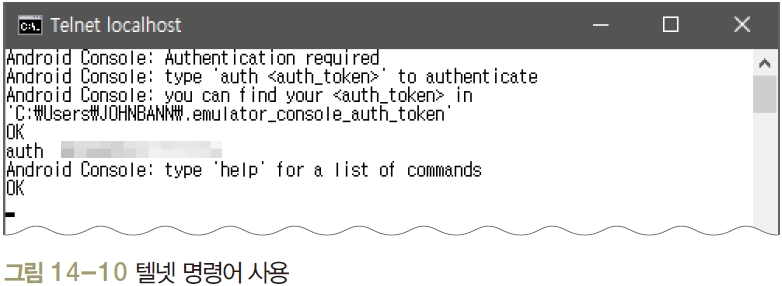 Telnet localhost
Android Console: Authentication required
Android Console: type 'auth <auth_token>' to authenticate
Android Console: you can find your <auth_token> in
'C:₩Users₩JOHNBANN₩.emulator_console_auth_token'
OK
auth
Android Console: type 'help' for a list of commands
OK
그림 14-10 텔넷 명령어 사용